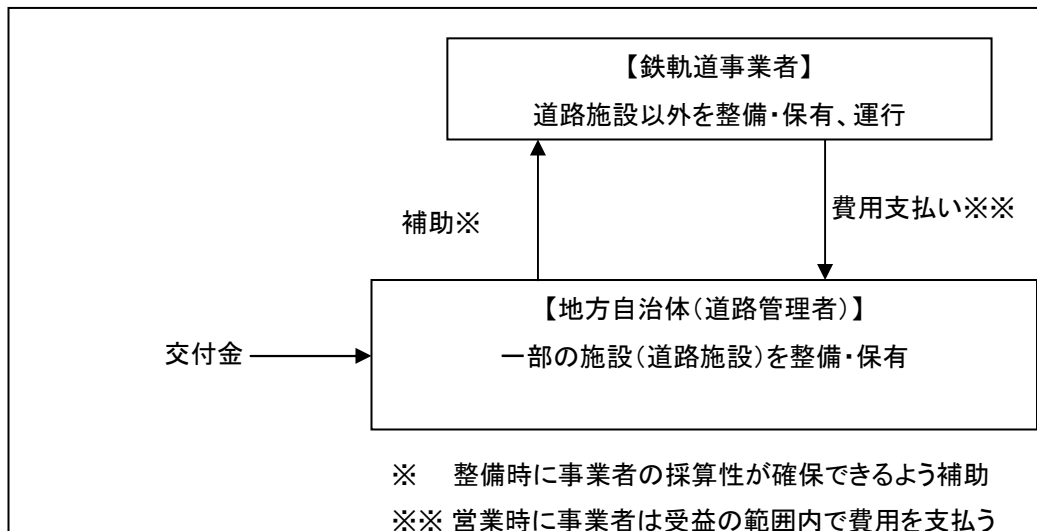 【鉄軌道事業者】
道路施設以外を整備・保有、運行
補助※
費用支払い※※
【地方自治体（道路管理者）】
交付金
一部の施設（道路施設）を整備・保有
※　整備時に事業者の採算性が確保できるよう補助
※※ 営業時に事業者は受益の範囲内で費用を支払う